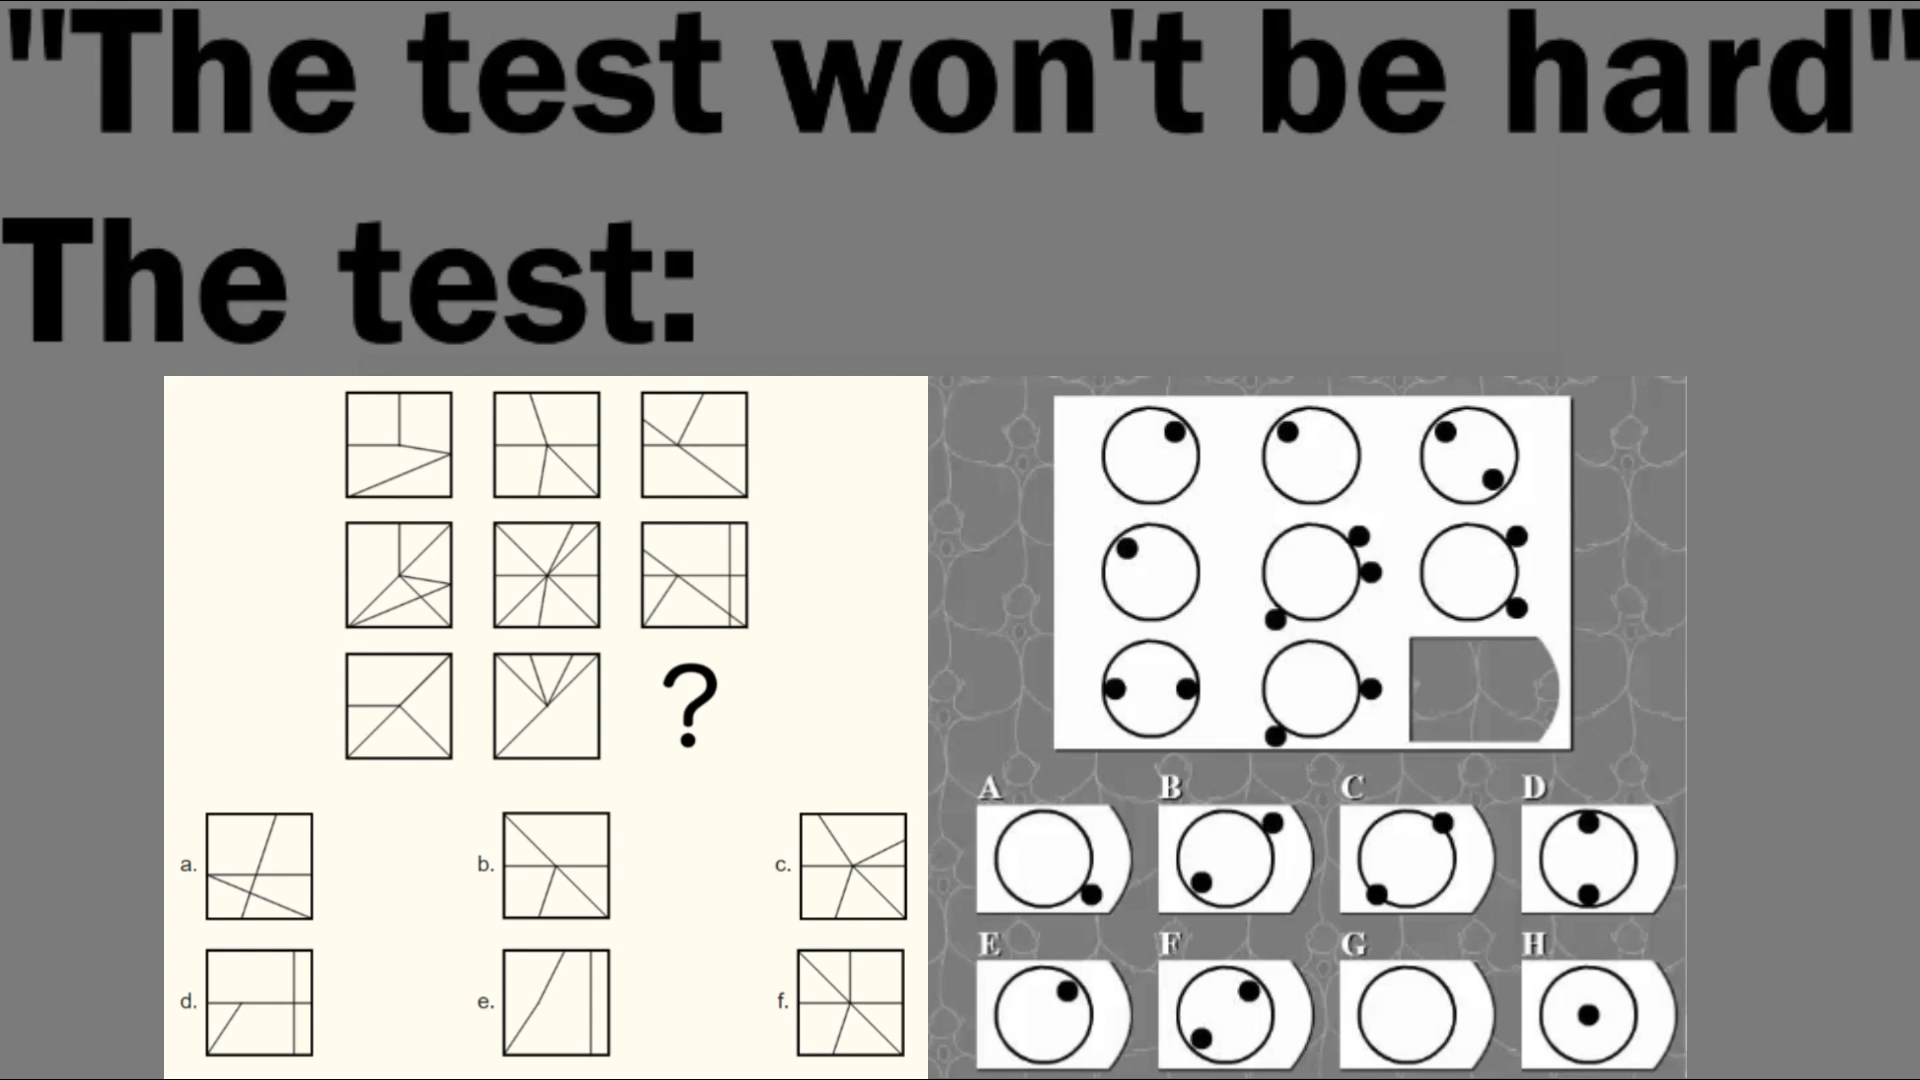 "The test won't be hard"
The test:
?
a.
b.
c.
d.
e.
f.
A B C D
E F G H